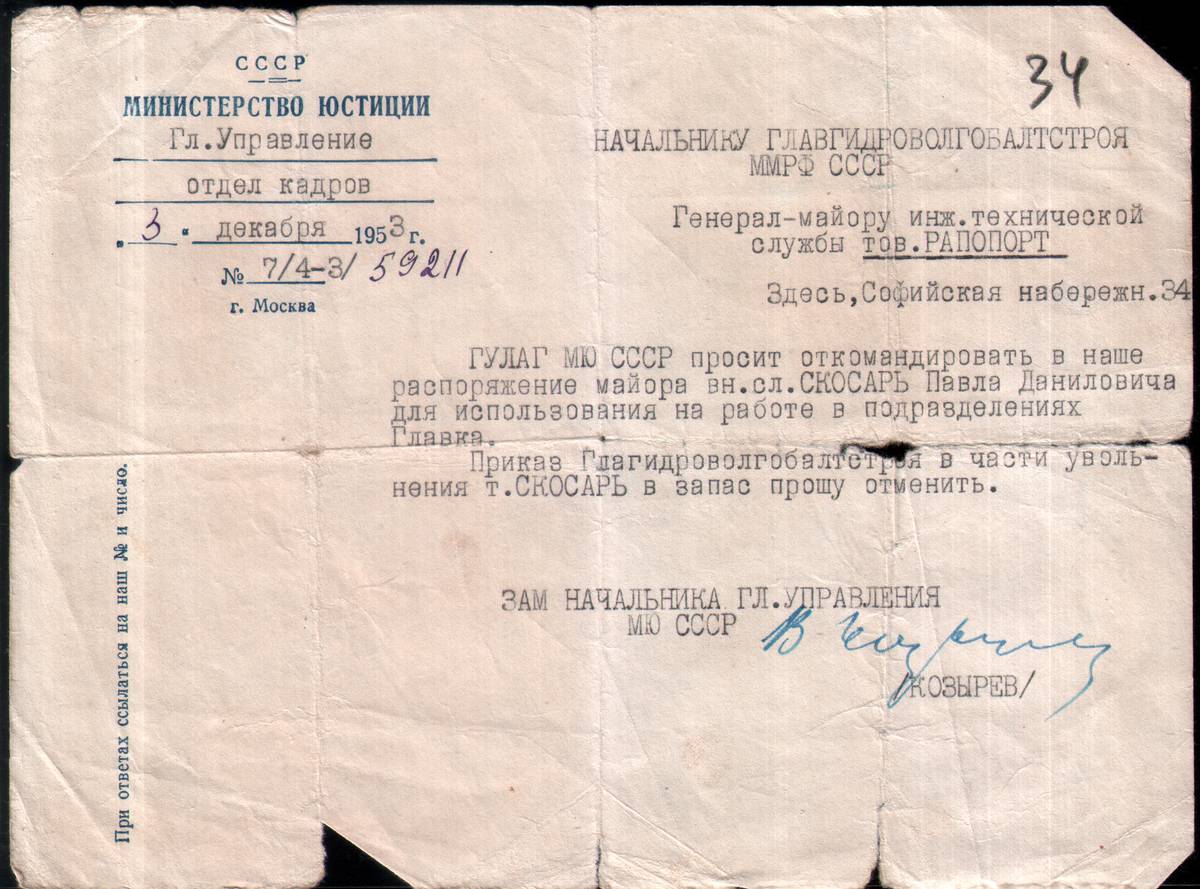 СССР
МИНИСТЕРСТВО ЮСТИЦИИ
Гл.Управление
отдел кадров
„3“ декабря 1953 г.
№ 7/4-3/ 59211
г. Москва
34
НАЧАЛЬНИКУ ГЛАВГИДРОВОЛГОБАЛТСТРОЯ
ММРФ СССР
Генерал-майору инж.технической
службы тов.РАПОПОРТ
Здесь,Софийская набережн.34
ГУЛАГ МЮ СССР просит откомандировать в наше
распоряжение майора вн.сл.СКОСАРЬ Павла Даниловича
для использования на работе в подразделениях
Главка.
Приказ Глагидроволгобалтстроя в части уволь-
нения т.СКОСАРЬ в запас прошу отменить.
ЗАМ НАЧАЛЬНИКА ГЛ.УПРАВЛЕНИЯ
МЮ СССР
/КОЗЫРЕВ/
При ответах ссылаться на наш № и число.